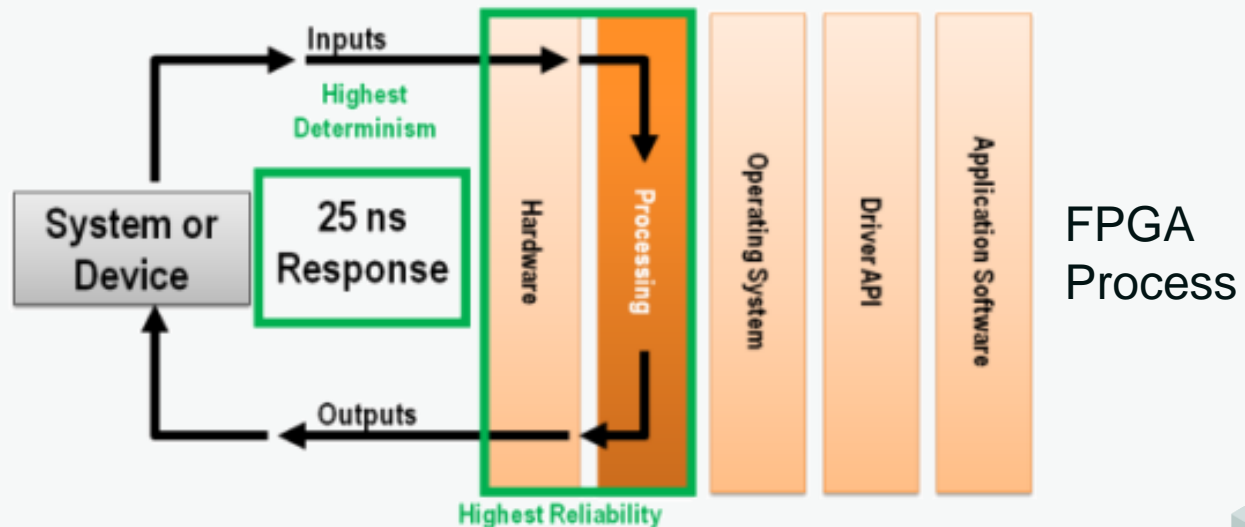 Inputs
Highest
Determinism
System or
Device
25 ns
Response
Hardware
Processing
Operating System
Driver API
Application Software
FPGA
Process
Outputs
Highest Reliability